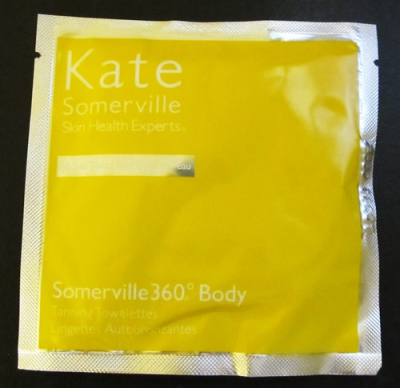 Kate
Somerville
Skin Health Experts®
Somerville360.° Body
Tanning Towelettes
Lingettes Autobronzantes